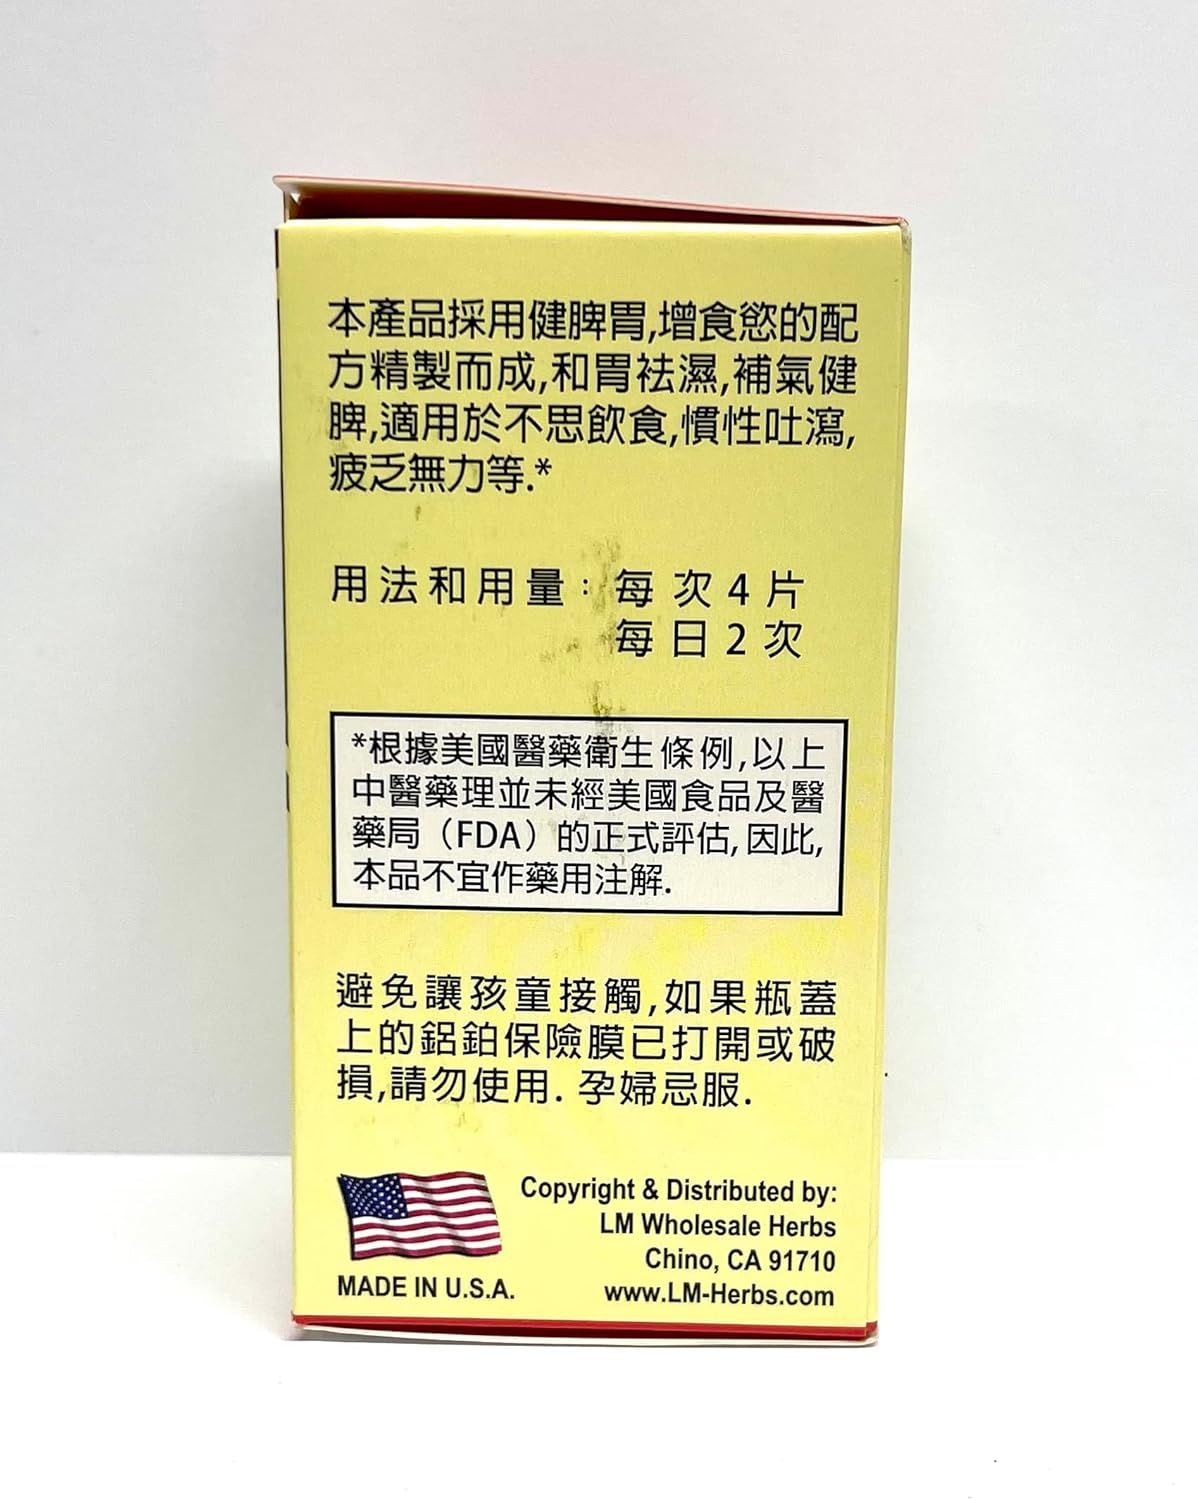 本產品採用健脾胃,增食慾的配
方精製而成,和胃祛濕,補氣健
脾,適用於不思飲食,慣性吐瀉,
疲乏無力等.*
用法和用量：每次4片
每日2次
*根據美國醫藥衛生條例,以上
中醫藥理並未經美國食品及醫
藥局（FDA）的正式評估,因此,
本品不宜作藥用注解.
避免讓孩童接觸,如果瓶蓋
上的鋁鉑保險膜已打開或破
損,請勿使用.孕婦忌服.
Copyright & Distributed by:
LM Wholesale Herbs
Chino, CA 91710
www.LM-Herbs.com
MADE IN U.S.A.